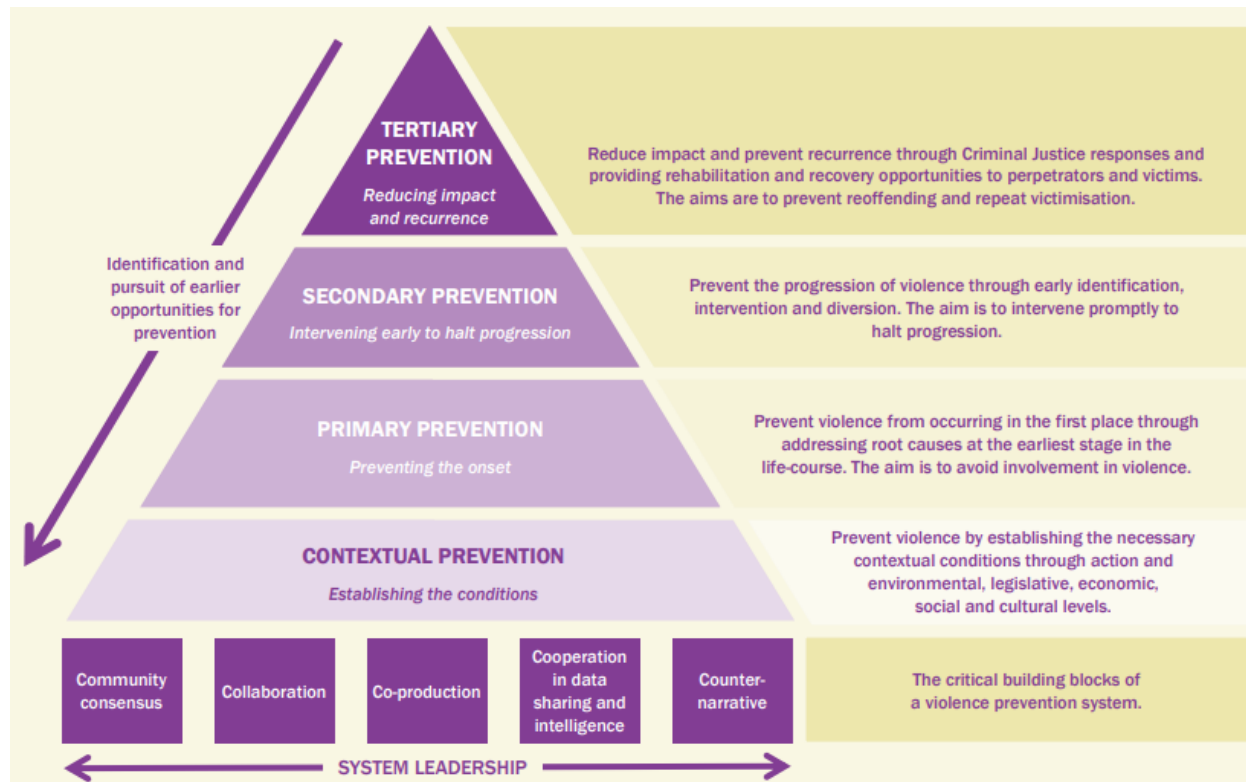 TERTIARY
PREVENTION
Reducing impact
and recurrence
Reduce impact and prevent recurrence through Criminal Justice responses and
providing rehabilitation and recovery opportunities to perpetrators and victims.
The aims are to prevent reoffending and repeat victimisation.
Identification and
pursuit of earlier
opportunities for
prevention
SECONDARY PREVENTION
Intervening early to halt progression
Prevent the progression of violence through early identification,
intervention and diversion. The aim is to intervene promptly to
halt progression.
PRIMARY PREVENTION
Preventing the onset
Prevent violence from occurring in the first place through
addressing root causes at the earliest stage in the
life-course. The aim is to avoid involvement in violence.
CONTEXTUAL PREVENTION
Establishing the conditions
Prevent violence by establishing the necessary
contextual conditions through action and
environmental, legislative, economic,
social and cultural levels.
Community
consensus
Collaboration
Co-production
Cooperation
in data
sharing and
intelligence
Counter-
narrative
The critical building blocks of
a violence prevention system.
SYSTEM LEADERSHIP